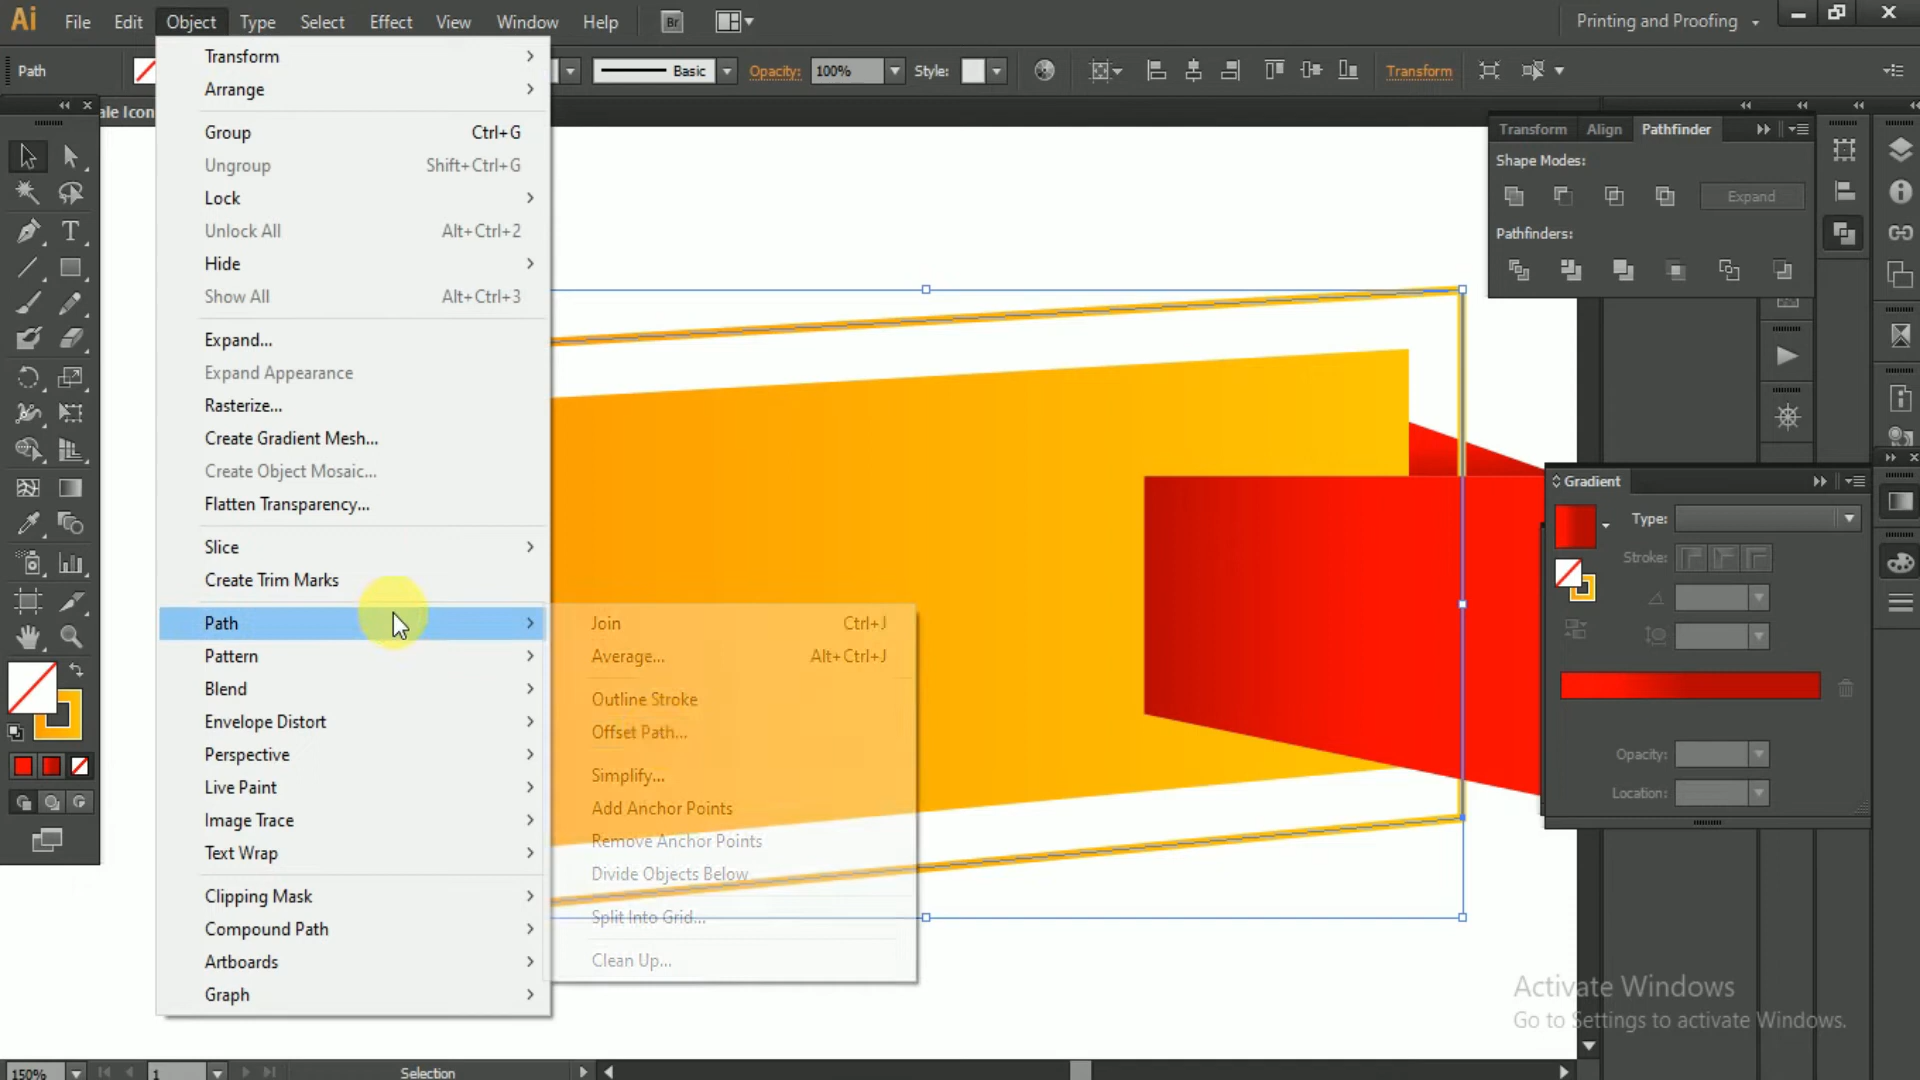 Ai File Edit Object Type Select Effect View Window Help Br Printing and Proofing
Path Basic Opacity: 100% Style: Transform
ale Icon
Transform
Arrange
Group Ctrl+G
Ungroup Shift+Ctrl+G
Lock
Unlock All Alt+Ctrl+2
Hide
Show All Alt+Ctrl+3
Expand...
Expand Appearance
Rasterize...
Create Gradient Mesh...
Create Object Mosaic...
Flatten Transparency...
Slice
Create Trim Marks
Path
Pattern
Blend
Envelope Distort
Perspective
Live Paint
Image Trace
Text Wrap
Clipping Mask
Compound Path
Artboards
Graph
Join Ctrl+J
Average... Alt+Ctrl+J
Outline Stroke
Offset Path...
Simplify...
Add Anchor Points
Remove Anchor Points
Divide Objects Below
Split Into Grid...
Clean Up...
Transform Align Pathfinder
Shape Modes:
Expand
Pathfinders:
Gradient
Type:
Stroke:
Opacity:
Location:
Activate Windows
Go to Settings to activate Windows.
150% 1 Selection